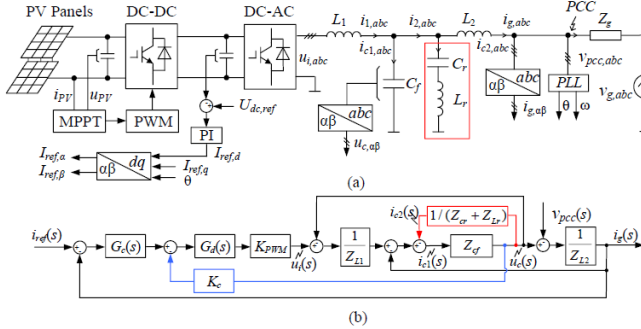 PV Panels
DC-DC
DC-AC
L1
i1,abc
i2,abc
L2
ig,abc
PCC
Zg
ic1,abc
ic2,abc
ui,abc
Cr
Cf
Lr
vpcc,abc
vg,abc
iPV
uPV
MPPT
PWM
Udc,ref
PI
Iref,d
Iref,α
Iref,β
αβ
dq
Iref,q
θ
αβ
abc
uc,αβ
αβ
abc
ig,αβ
PLL
θ
ω
(a)
iref(s)
Gc(s)
Gd(s)
KPWM
ui(s)
1
ZL1
ic2(s)
1/(Zcr + ZLr)
ic1(s)
Zcf
uc(s)
vpcc(s)
1
ZL2
ig(s)
Kc
(b)